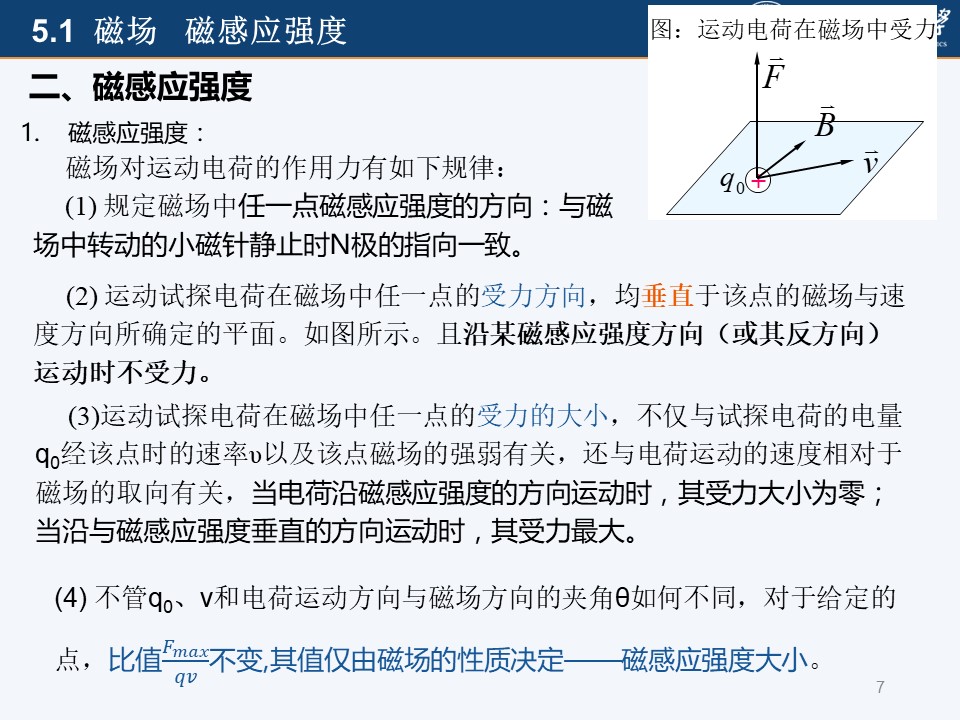 5.1 磁场 磁感应强度
图：运动电荷在磁场中受力
二、磁感应强度
F
B
v
q0
+
1. 磁感应强度：
磁场对运动电荷的作用力有如下规律：
(1) 规定磁场中任一点磁感应强度的方向：与磁
场中转动的小磁针静止时N极的指向一致。
(2) 运动试探电荷在磁场中任一点的受力方向，均垂直于该点的磁场与速
度方向所确定的平面。如图所示。且沿某磁感应强度方向（或其反方向）
运动时不受力。
(3)运动试探电荷在磁场中任一点的受力的大小，不仅与试探电荷的电量
q0经该点时的速率υ以及该点磁场的强弱有关，还与电荷运动的速度相对于
磁场的取向有关，当电荷沿磁感应强度的方向运动时，其受力大小为零；
当沿与磁感应强度垂直的方向运动时，其受力最大。
(4) 不管q0、v和电荷运动方向与磁场方向的夹角θ如何不同，对于给定的
点，比值Fmax/qv不变,其值仅由磁场的性质决定——磁感应强度大小。
7